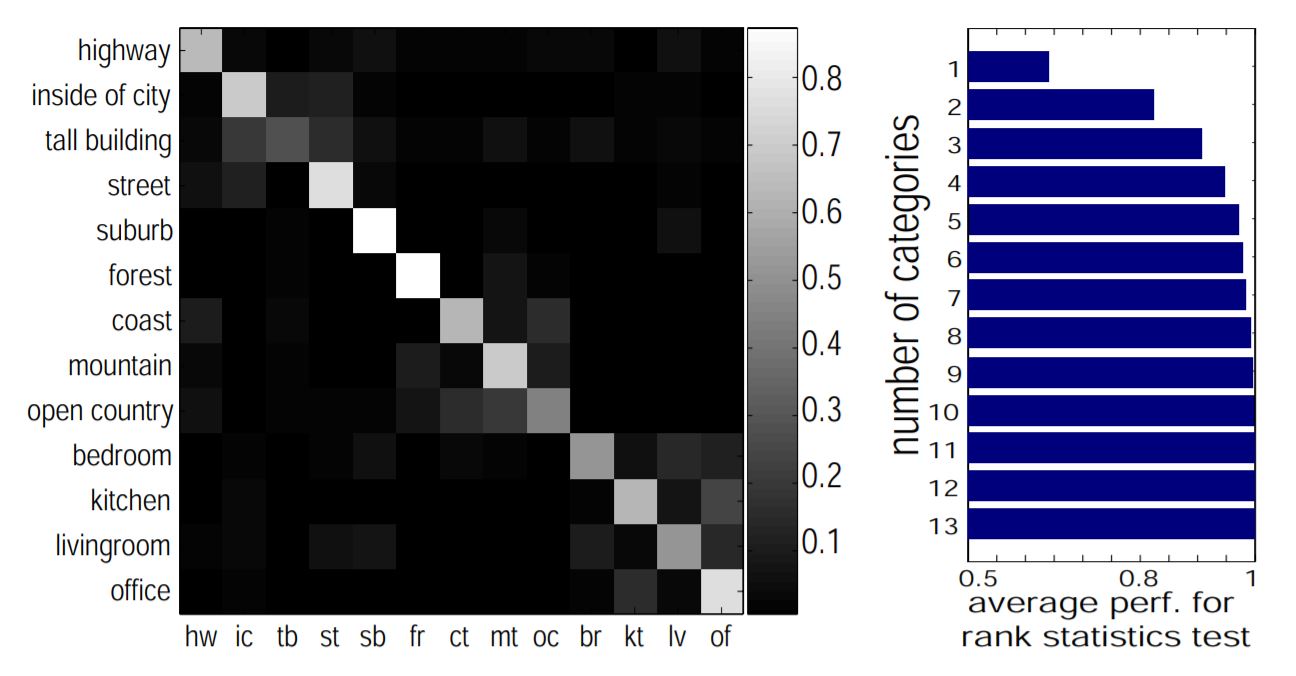 highway
inside of city
tall building
street
suburb
forest
coast
mountain
open country
bedroom
kitchen
livingroom
office
hw ic tb st sb fr ct mt oc br kt lv of
0.8
0.7
0.6
0.5
0.4
0.3
0.2
0.1
number of categories
1
2
3
4
5
6
7
8
9
10
11
12
13
0.5 0.8 1
average perf. for
rank statistics test